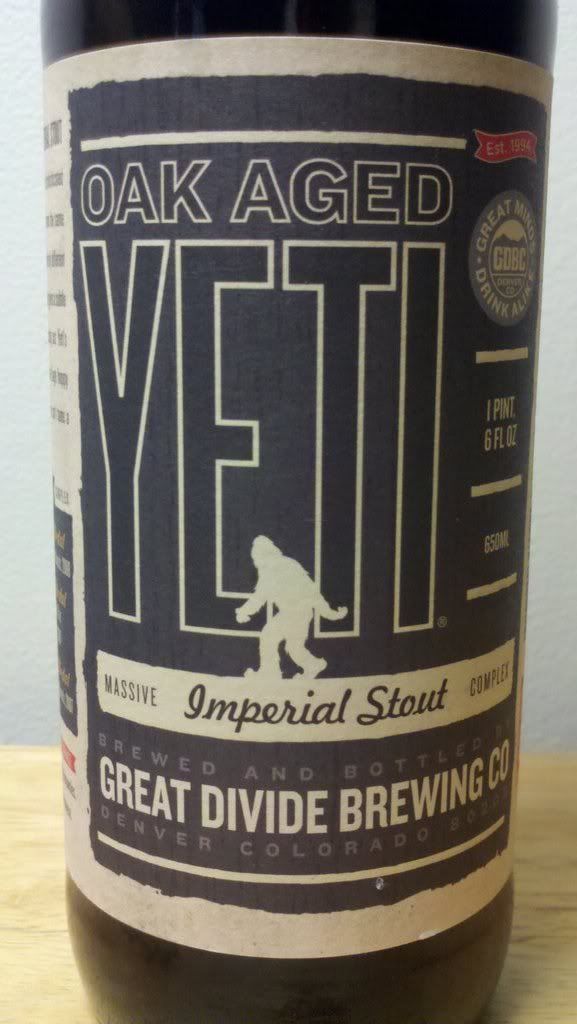 Est. 1994
OAK AGED
YETI®
GREAT MINDS
GDBC
DENVER
CO
DRINK ALIKE
1 PINT,
6 FL OZ
650ML
MASSIVE Imperial Stout COMPLEX
BREWED AND BOTTLED BY
GREAT DIVIDE BREWING CO
DENVER COLORADO